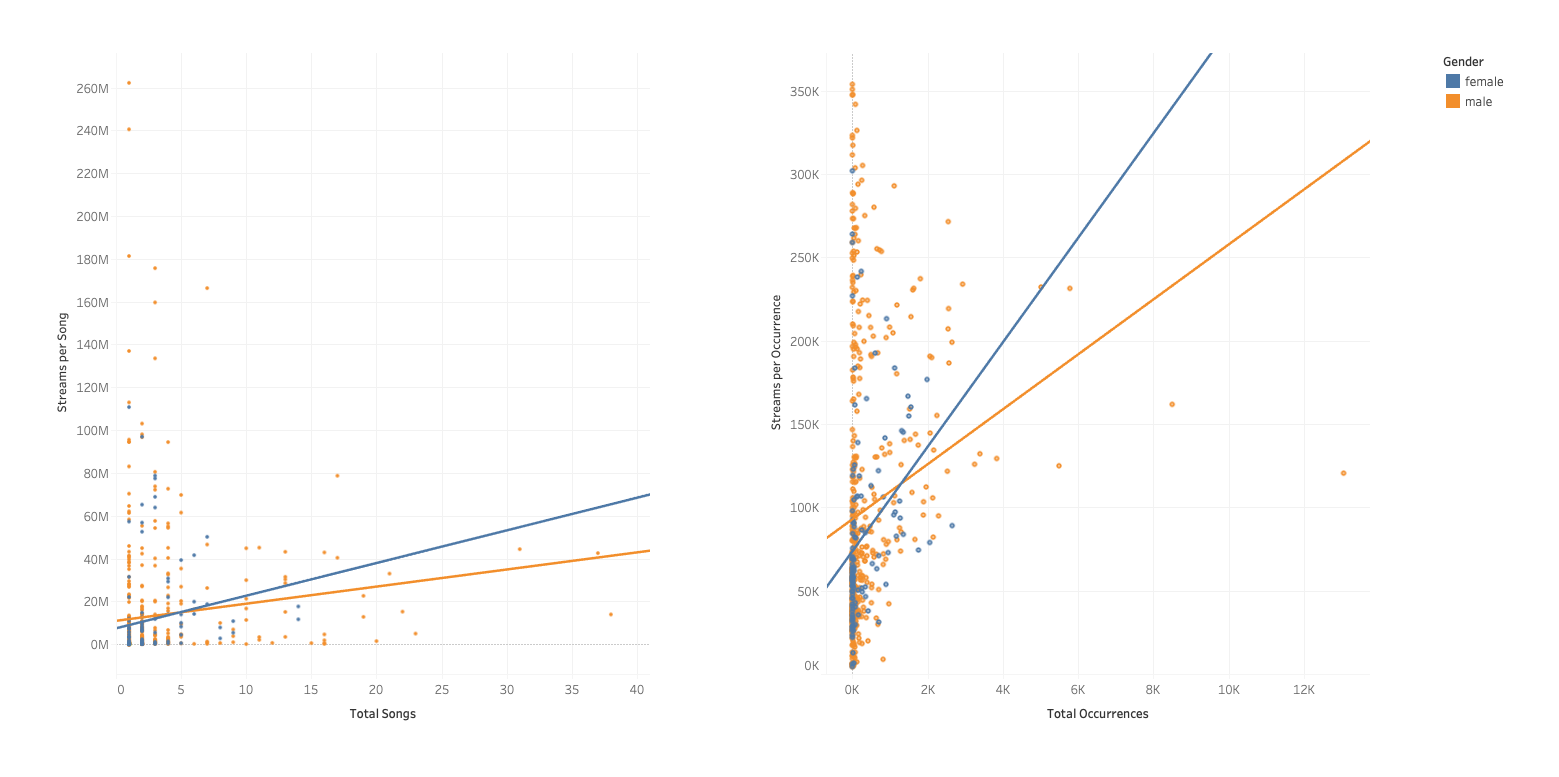 Streams per Song
260M
240M
220M
200M
180M
160M
140M
120M
100M
80M
60M
40M
20M
0M
0 5 10 15 20 25 30 35 40
Total Songs
Streams per Occurrence
350K
300K
250K
200K
150K
100K
50K
0K
0K 2K 4K 6K 8K 10K 12K
Total Occurrences
Gender
female
male